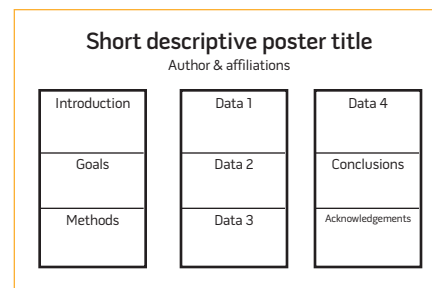 Short descriptive poster title
Author & affiliations
Introduction
Goals
Methods
Data 1
Data 2
Data 3
Data 4
Conclusions
Acknowledgements